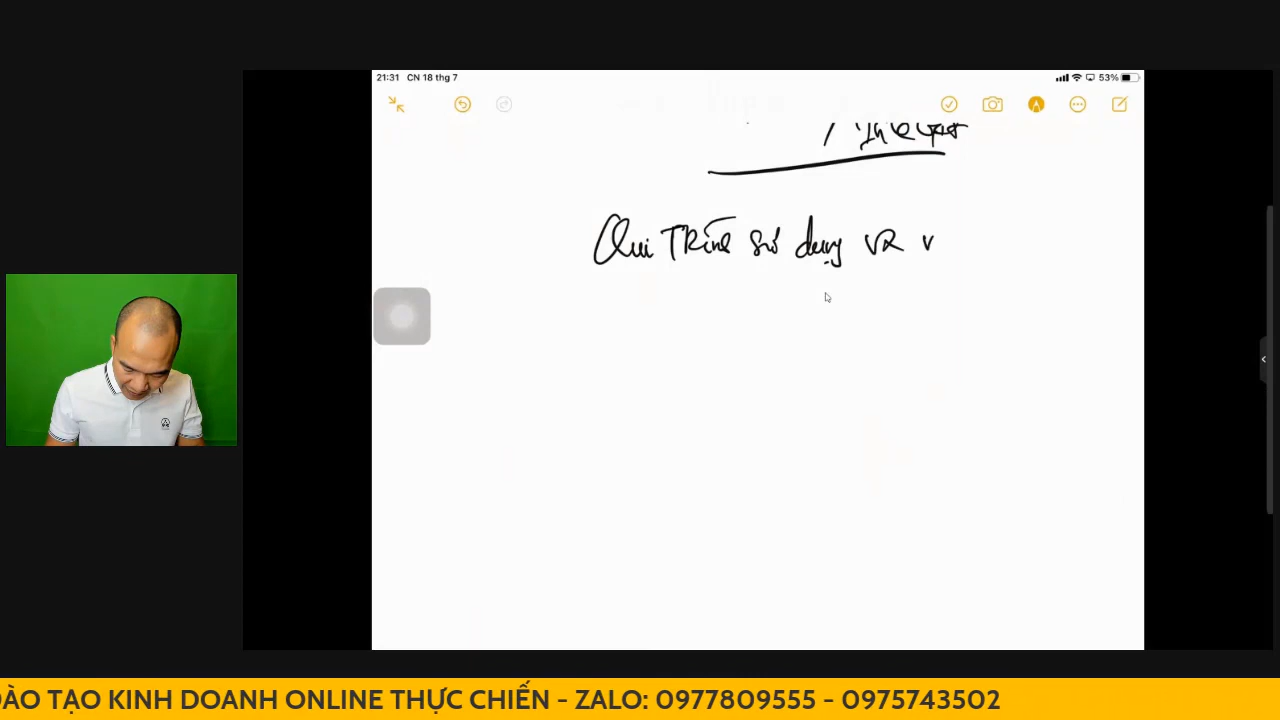 21:31 CN 18 thg 7
53%
Qui Trình sử dụng VR v
ĐÀO TẠO KINH DOANH ONLINE THỰC CHIẾN - ZALO: 0977809555 - 0975743502